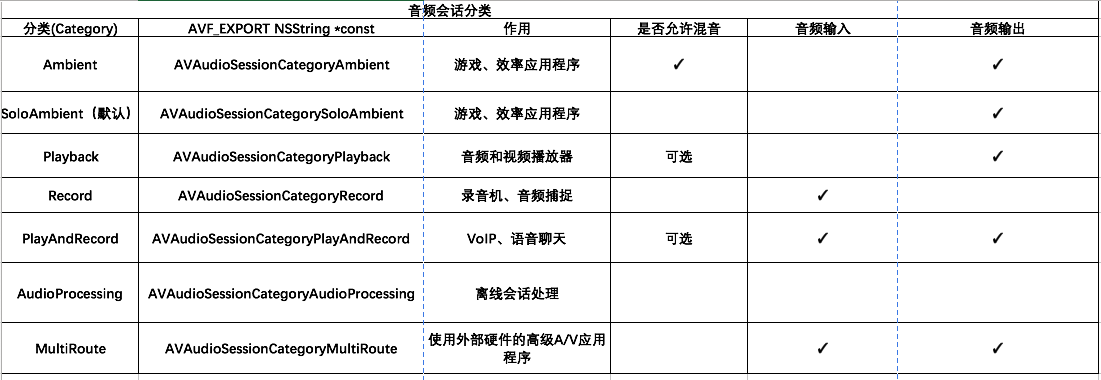 音频会话分类
分类(Category) AVF_EXPORT NSString *const 作用 是否允许混音 音频输入 音频输出
Ambient AVAudioSessionCategoryAmbient 游戏、效率应用程序 ✓ ✓
SoloAmbient（默认） AVAudioSessionCategorySoloAmbient 游戏、效率应用程序 ✓
Playback AVAudioSessionCategoryPlayback 音频和视频播放器 可选 ✓
Record AVAudioSessionCategoryRecord 录音机、音频捕捉 ✓
PlayAndRecord AVAudioSessionCategoryPlayAndRecord VoIP、语音聊天 可选 ✓ ✓
AudioProcessing AVAudioSessionCategoryAudioProcessing 离线会话处理
MultiRoute AVAudioSessionCategoryMultiRoute 使用外部硬件的高级A/V应用
程序 ✓ ✓